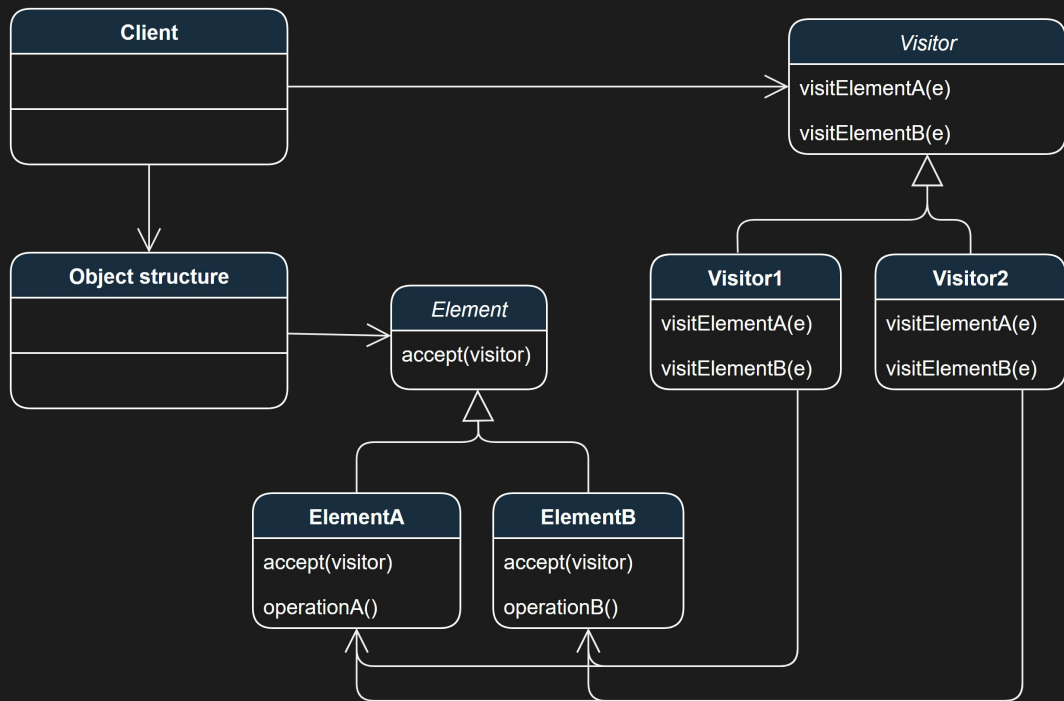 Client
Visitor
visitElementA(e)
visitElementB(e)
Object structure
Element
accept(visitor)
Visitor1
visitElementA(e)
visitElementB(e)
Visitor2
visitElementA(e)
visitElementB(e)
ElementA
accept(visitor)
operationA()
ElementB
accept(visitor)
operationB()